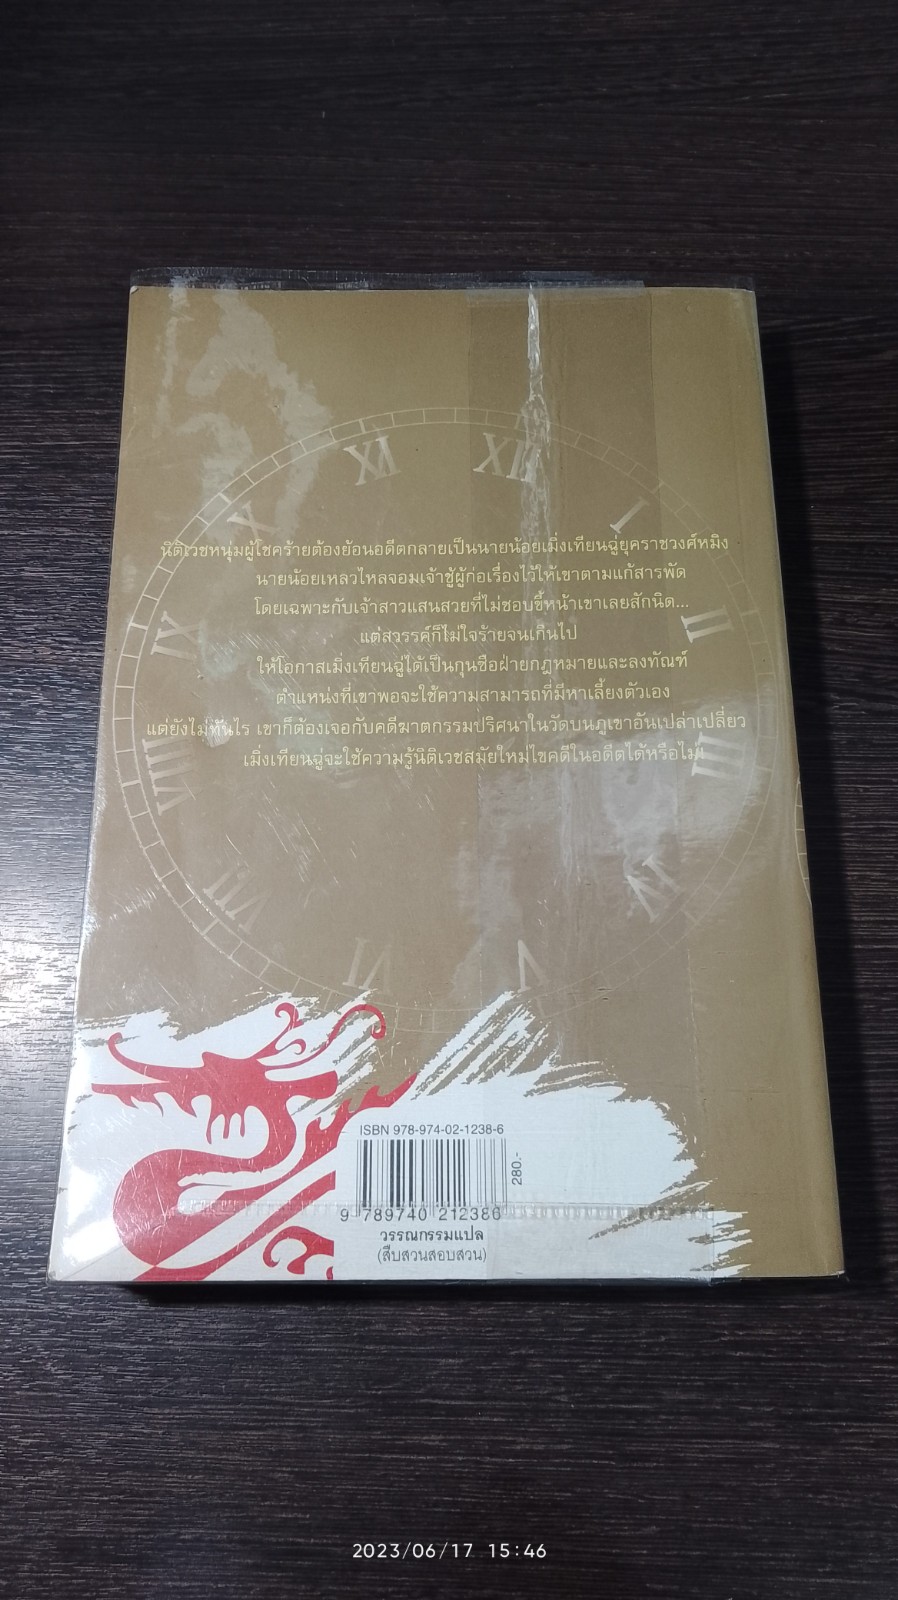 XI
XII
X
I
นิติเวชหนุ่มผู้โชคร้ายต้องย้อนอดีตกลายเป็นนายน้อยเมิ่งเทียนฉู่ยุคราชวงศ์หมิง
นายน้อยเหลวไหลจอมเจ้าชู้ผู้ก่อเรื่องไว้ให้เขาตามแก้สารพัด
โดยเฉพาะกับเจ้าสาวแสนสวยที่ไม่ชอบขี้หน้าเขาเลยสักนิด...
IX
II
แต่สวรรค์ก็ไม่ใจร้ายจนเกินไป
ให้โอกาสเมิ่งเทียนฉู่ได้เป็นกุนซือฝ่ายกฎหมายและลงทัณฑ์
ตำแหน่งที่เขาพอจะใช้ความสามารถที่มีหาเลี้ยงตัวเอง
แต่ยังไม่ทันไร เขาก็ต้องเจอกับคดีฆาตกรรมปริศนาในวัดบนภูเขาอันเปล่าเปลี่ยว
เมิ่งเทียนฉู่จะใช้ความรู้นิติเวชสมัยใหม่ไขคดีในอดีตได้หรือไม่!
VIII
III
VII
IV
VI
V
ISBN 978-974-02-1238-6
280.-
9 789740 212386
วรรณกรรมแปล
(สืบสวนสอบสวน)
2023/06/17 15:46